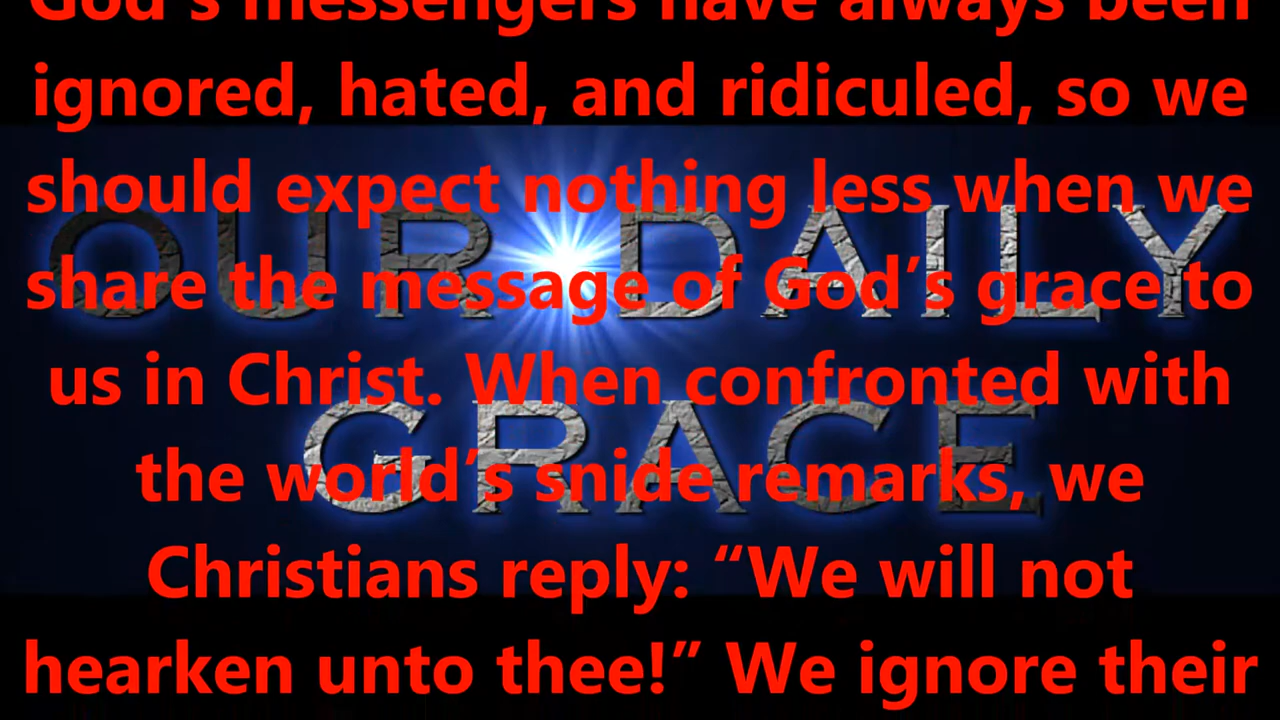 God’s messengers have always been
ignored, hated, and ridiculed, so we
should expect nothing less when we
share the message of God’s grace to
us in Christ. When confronted with
the world’s snide remarks, we
Christians reply: “We will not
hearken unto thee!” We ignore their
OUR DAILY
GRACE